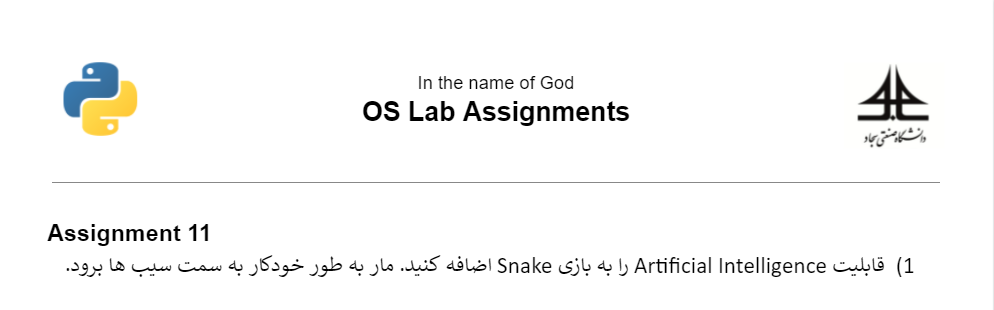 In the name of God
OS Lab Assignments
دانشگاه صنعتی سجاد
Assignment 11
1) قابلیت Artificial Intelligence را به بازی Snake اضافه کنید. مار به طور خودکار به سمت سیب ها برود.